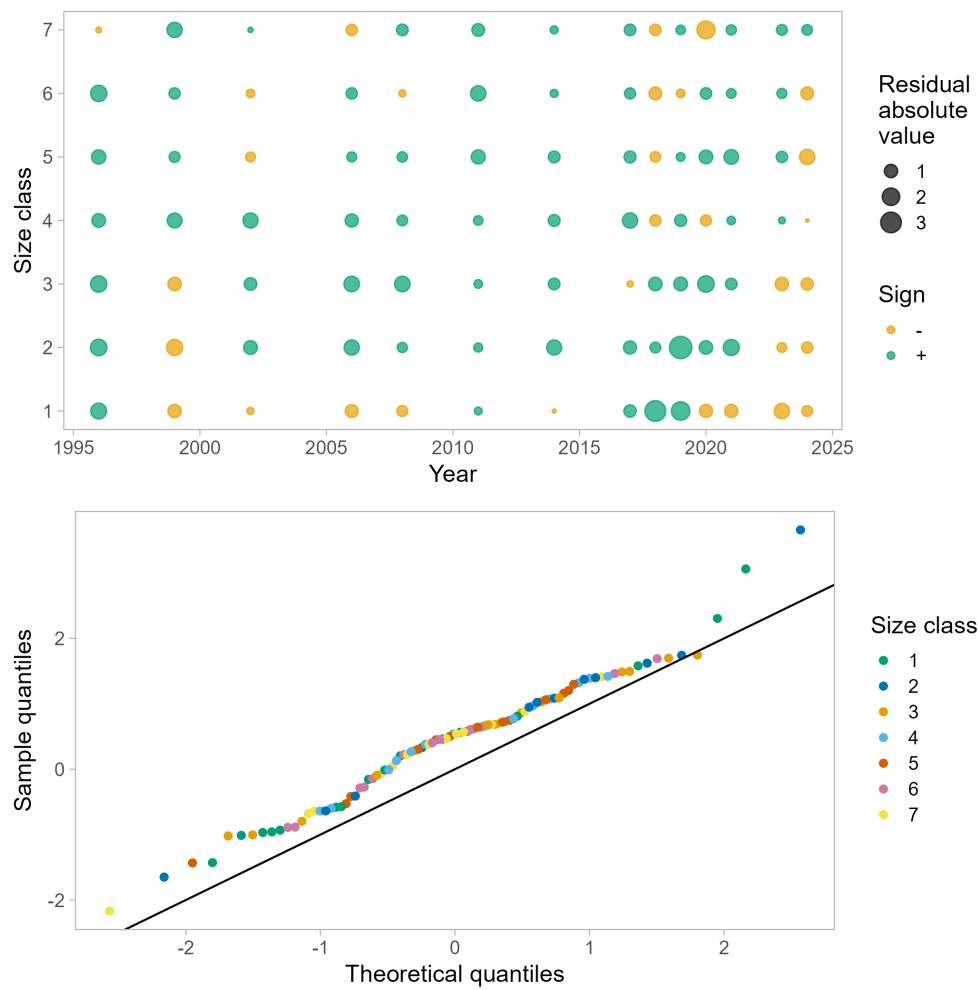 7
6
5
4
3
2
1
Size class
1995 2000 2005 2010 2015 2020 2025
Year
Residual
absolute
value
1
2
3
Sign
-
+
2
0
-2
Sample quantiles
-2 -1 0 1 2
Theoretical quantiles
Size class
1
2
3
4
5
6
7